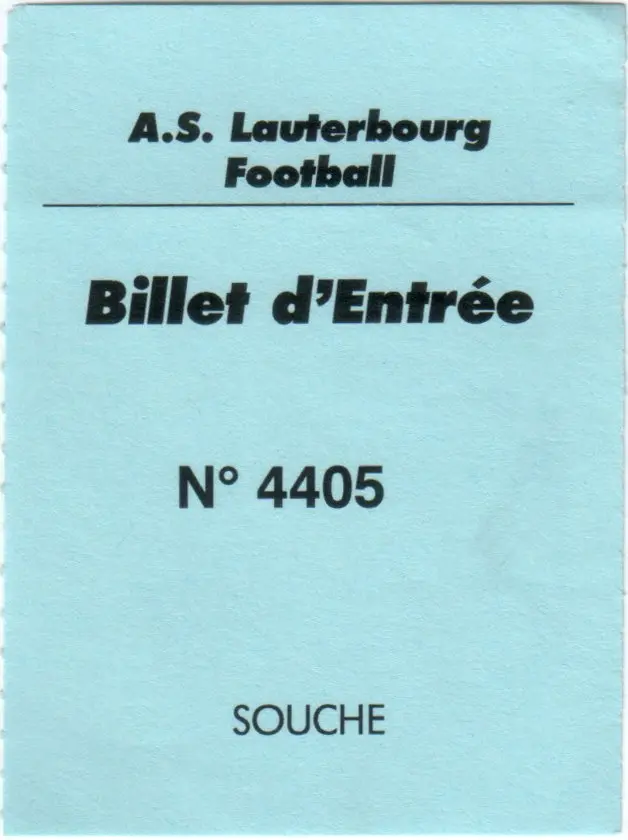 A.S. Lauterbourg
Football
Billet d'Entrée
N° 4405
SOUCHE